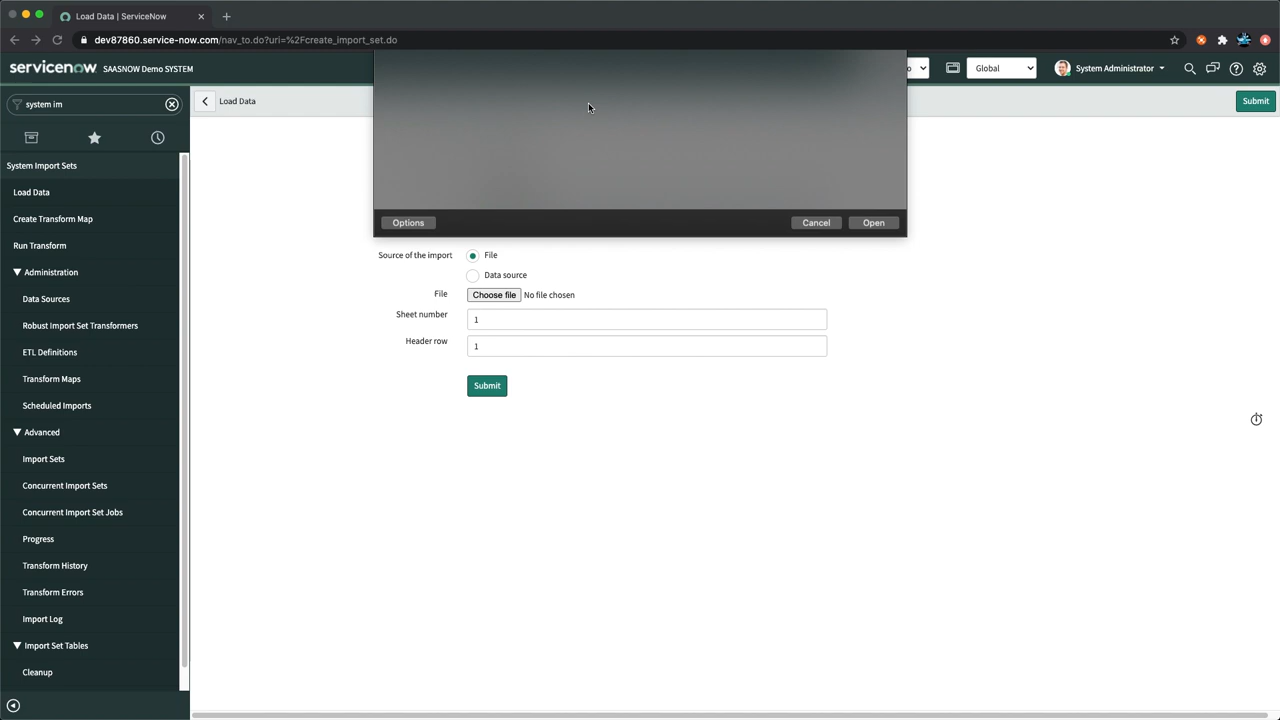 Load Data | ServiceNow
dev87860.service-now.com/nav_to.do?uri=%2Fcreate_import_set.do
servicenow SAASNOW Demo SYSTEM
o
Global
System Administrator
system im
Load Data
Submit
System Import Sets
Load Data
Create Transform Map
Run Transform
Administration
Data Sources
Robust Import Set Transformers
ETL Definitions
Transform Maps
Scheduled Imports
Advanced
Import Sets
Concurrent Import Sets
Concurrent Import Set Jobs
Progress
Transform History
Transform Errors
Import Log
Import Set Tables
Cleanup
Options
Cancel
Open
Source of the import
File
Data source
File
Choose file No file chosen
Sheet number
1
Header row
1
Submit